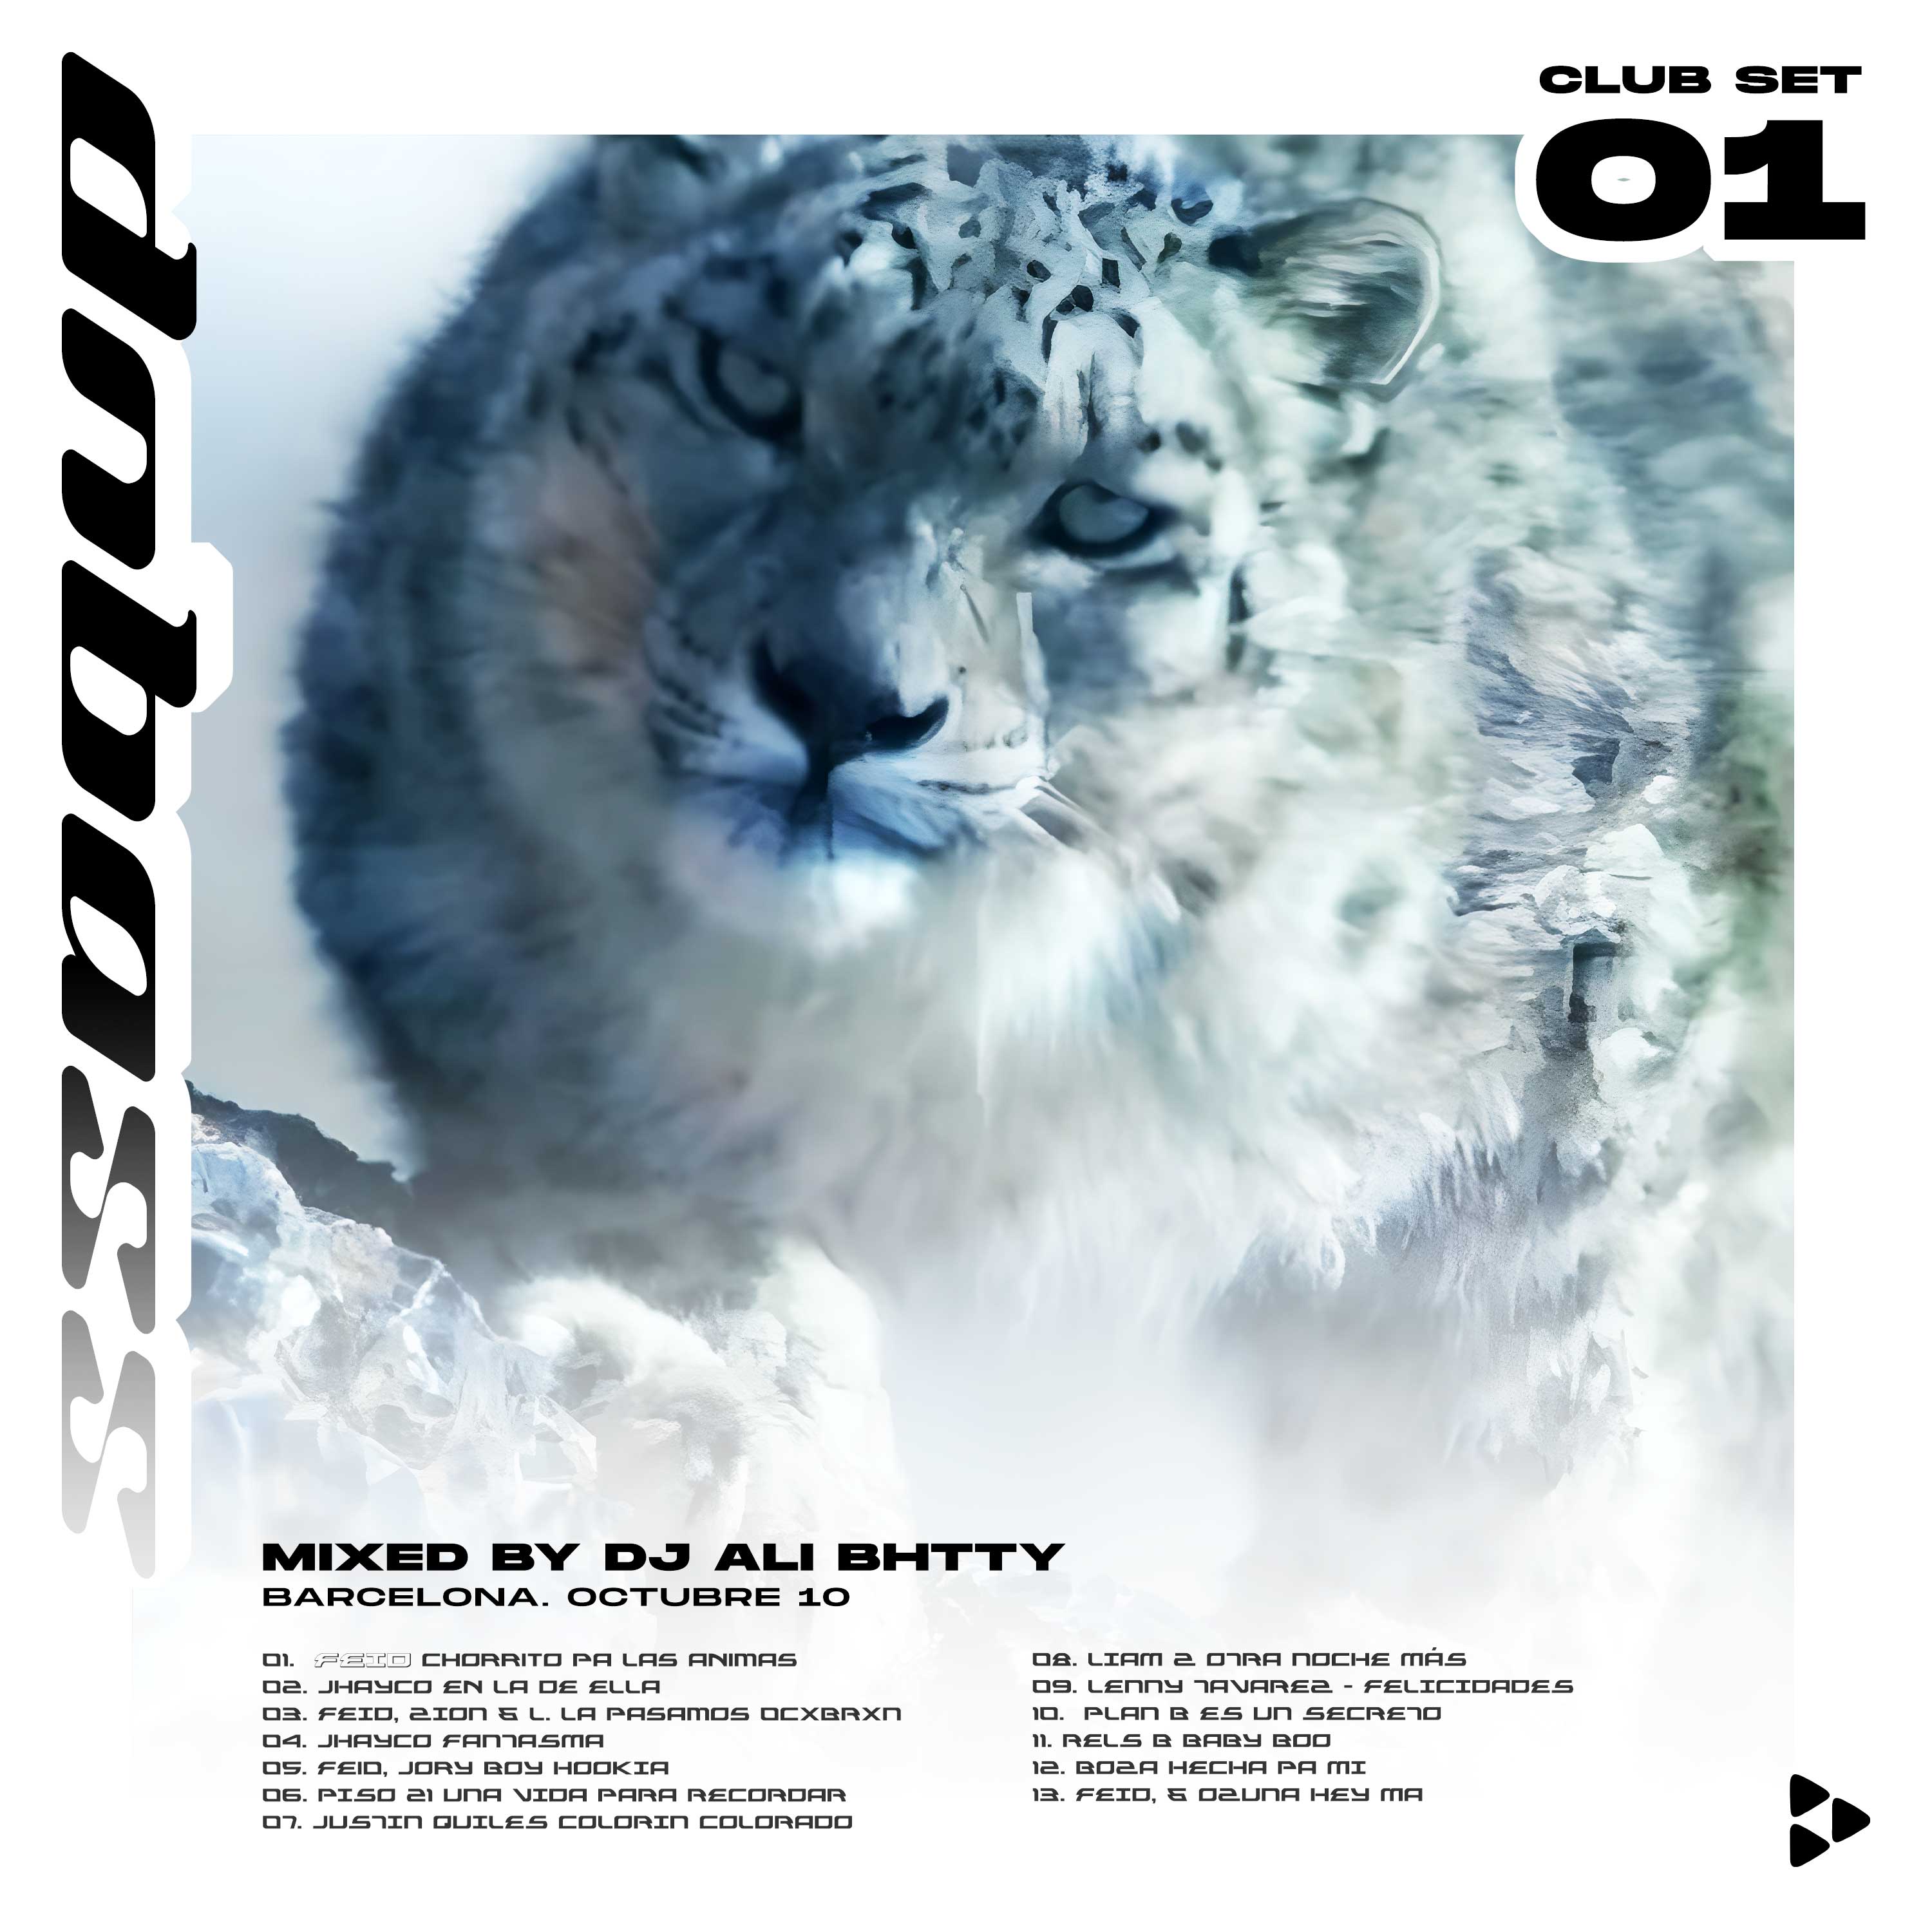 CLUB SET
01
MIXED BY DJ ALI BHTTY
BARCELONA. OCTUBRE 10
01. FEID CHORRITO PA LAS ANIMAS
02. JHAYCO EN LA DE ELLA
03. FEID, ZION & L. LA PASAMOS OCXBRXN
04. JHAYCO FANTASMA
05. FEID, JORY BOY HOOKIA
06. PISO 21 UNA VIDA PARA RECORDAR
07. JUSTIN QUILES COLORIN COLORADO
08. LIAM Z OTRA NOCHE MÁS
09. LENNY TAVAREZ - FELICIDADES
10. PLAN B ES UN SECRETO
11. RELS B BABY BOO
12. BOZA HECHA PA MI
13. FEID, & OZUNA HEY MA